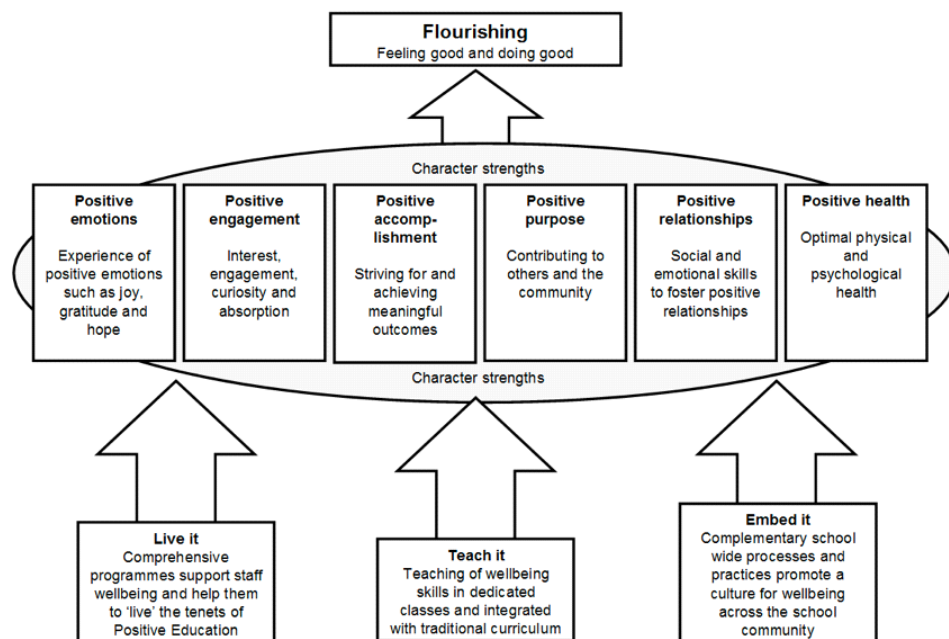 Flourishing
Feeling good and doing good
Character strengths
Positive
emotions
Experience of
positive emotions
such as joy,
gratitude and
hope
Positive
engagement
Interest,
engagement,
curiosity and
absorption
Positive
accomp-
lishment
Striving for and
achieving
meaningful
outcomes
Positive
purpose
Contributing to
others and the
community
Positive
relationships
Social and
emotional skills
to foster positive
relationships
Positive health
Optimal physical
and
psychological
health
Character strengths
Live it
Comprehensive
programmes support staff
wellbeing and help them
to ‘live’ the tenets of
Positive Education
Teach it
Teaching of wellbeing
skills in dedicated
classes and integrated
with traditional curriculum
Embed it
Complementary school
wide processes and
practices promote a
culture for wellbeing
across the school
community